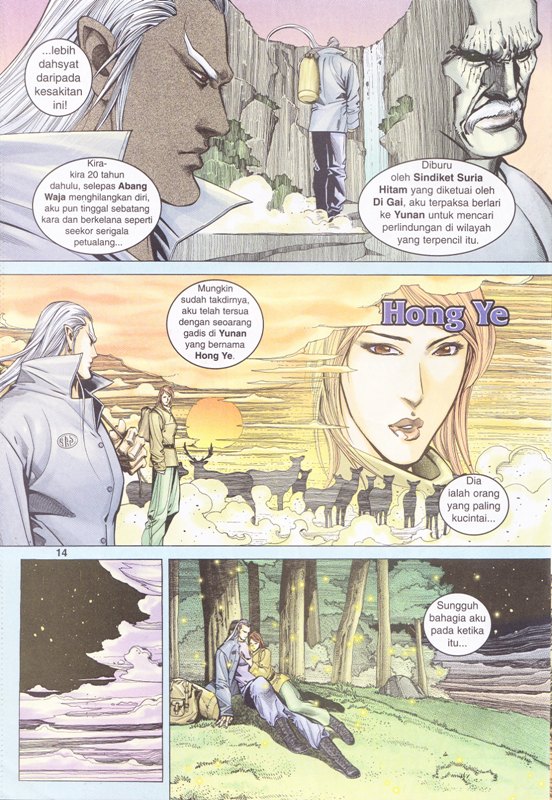 ...lebih
dahsyat
daripada
kesakitan
ini!
Kira-
kira 20 tahun
dahulu, selepas Abang
Waja menghilangkan diri,
aku pun tinggal sebatang
kara dan berkelana seperti
seekor serigala
petualang...
Diburu
oleh Sindiket Suria
Hitam yang diketuai oleh
Di Gai, aku terpaksa berlari
ke Yunan untuk mencari
perlindungan di wilayah
yang terpencil itu.
Mungkin
sudah takdirnya,
aku telah tersua
dengan seorang
gadis di Yunan
yang bernama
Hong Ye.
Hong Ye
Dia
ialah orang
yang paling
kucintai...
14
Sungguh
bahagia aku
pada ketika
itu...